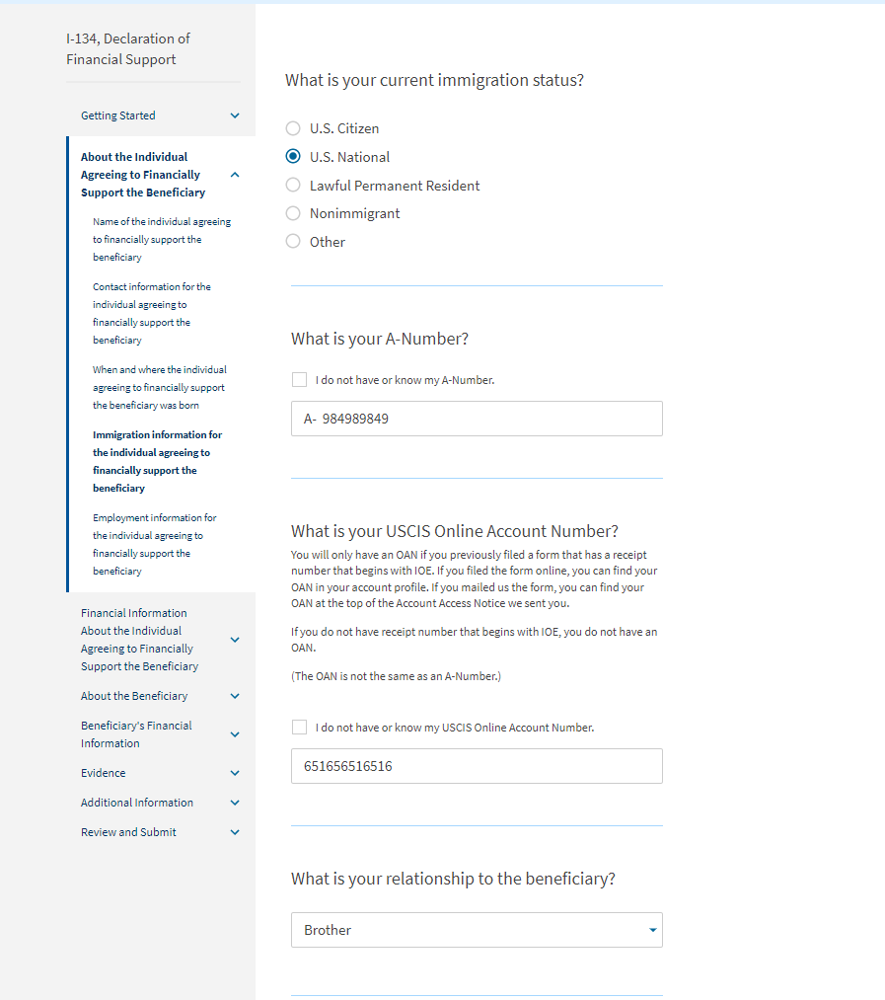 I-134, Declaration of
Financial Support
Getting Started
About the Individual
Agreeing to Financially
Support the Beneficiary
Name of the individual agreeing
to financially support the
beneficiary
Contact information for the
individual agreeing to
financially support the
beneficiary
When and where the individual
agreeing to financially support
the beneficiary was born
Immigration information for
the individual agreeing to
financially support the
beneficiary
Employment information for
the individual agreeing to
financially support the
beneficiary
Financial Information
About the Individual
Agreeing to Financially
Support the Beneficiary
About the Beneficiary
Beneficiary's Financial
Information
Evidence
Additional Information
Review and Submit
What is your current immigration status?
U.S. Citizen
U.S. National
Lawful Permanent Resident
Nonimmigrant
Other
What is your A-Number?
I do not have or know my A-Number.
A- 984989849
What is your USCIS Online Account Number?
You will only have an OAN if you previously filed a form that has a receipt
number that begins with IOE. If you filed the form online, you can find your
OAN in your account profile. If you mailed us the form, you can find your
OAN at the top of the Account Access Notice we sent you.
If you do not have receipt number that begins with IOE, you do not have an
OAN.
(The OAN is not the same as an A-Number.)
I do not have or know my USCIS Online Account Number.
651656516516
What is your relationship to the beneficiary?
Brother